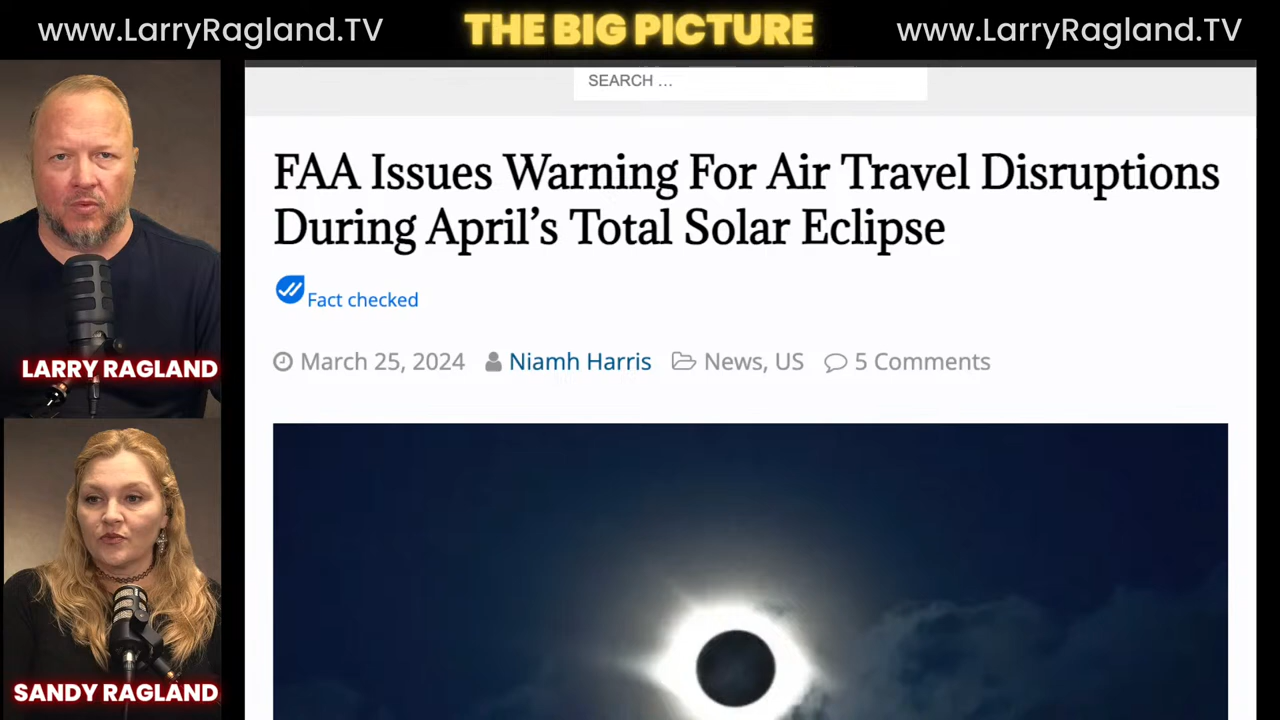 www.LarryRagland.TV
THE BIG PICTURE
www.LarryRagland.TV
SEARCH ...
FAA Issues Warning For Air Travel Disruptions
During April’s Total Solar Eclipse
Fact checked
March 25, 2024 Niamh Harris News, US 5 Comments
LARRY RAGLAND
SANDY RAGLAND